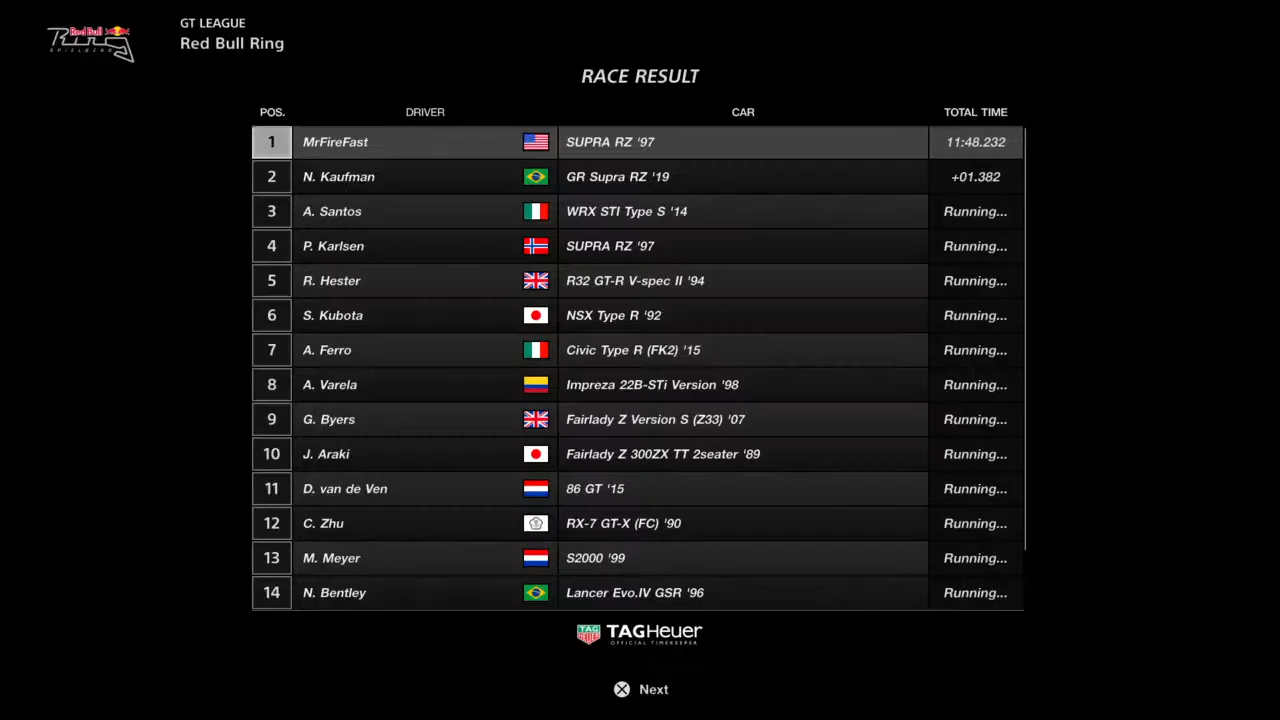 Red Bull
Ring
SPIELBERG
GT LEAGUE
Red Bull Ring
RACE RESULT
POS. DRIVER CAR TOTAL TIME
1 MrFireFast SUPRA RZ '97 11:48.232
2 N. Kaufman GR Supra RZ '19 +01.382
3 A. Santos WRX STI Type S '14 Running...
4 P. Karlsen SUPRA RZ '97 Running...
5 R. Hester R32 GT-R V-spec II '94 Running...
6 S. Kubota NSX Type R '92 Running...
7 A. Ferro Civic Type R (FK2) '15 Running...
8 A. Varela Impreza 22B-STi Version '98 Running...
9 G. Byers Fairlady Z Version S (Z33) '07 Running...
10 J. Araki Fairlady Z 300ZX TT 2seater '89 Running...
11 D. van de Ven 86 GT '15 Running...
12 C. Zhu RX-7 GT-X (FC) '90 Running...
13 M. Meyer S2000 '99 Running...
14 N. Bentley Lancer Evo.IV GSR '96 Running...
TAG HEUER TAGHeuer
OFFICIAL TIMEKEEPER
Next